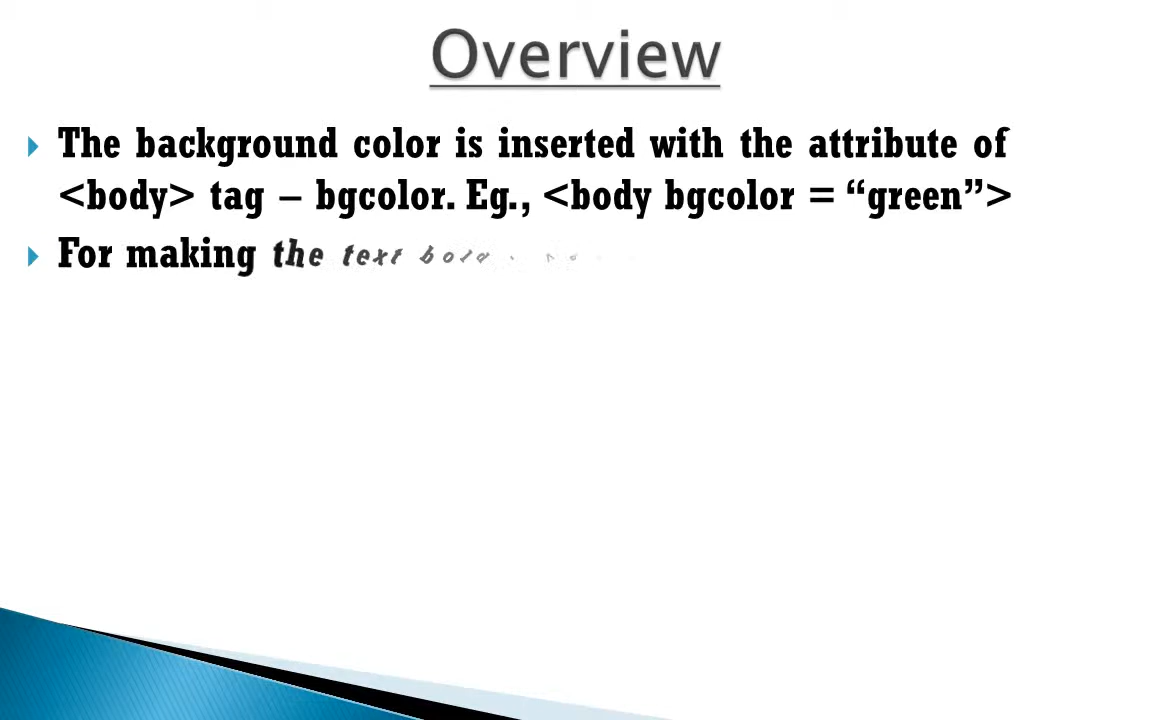 Overview
The background color is inserted with the attribute of
<body> tag – bgcolor. Eg., <body bgcolor = “green”>
For making the text bold